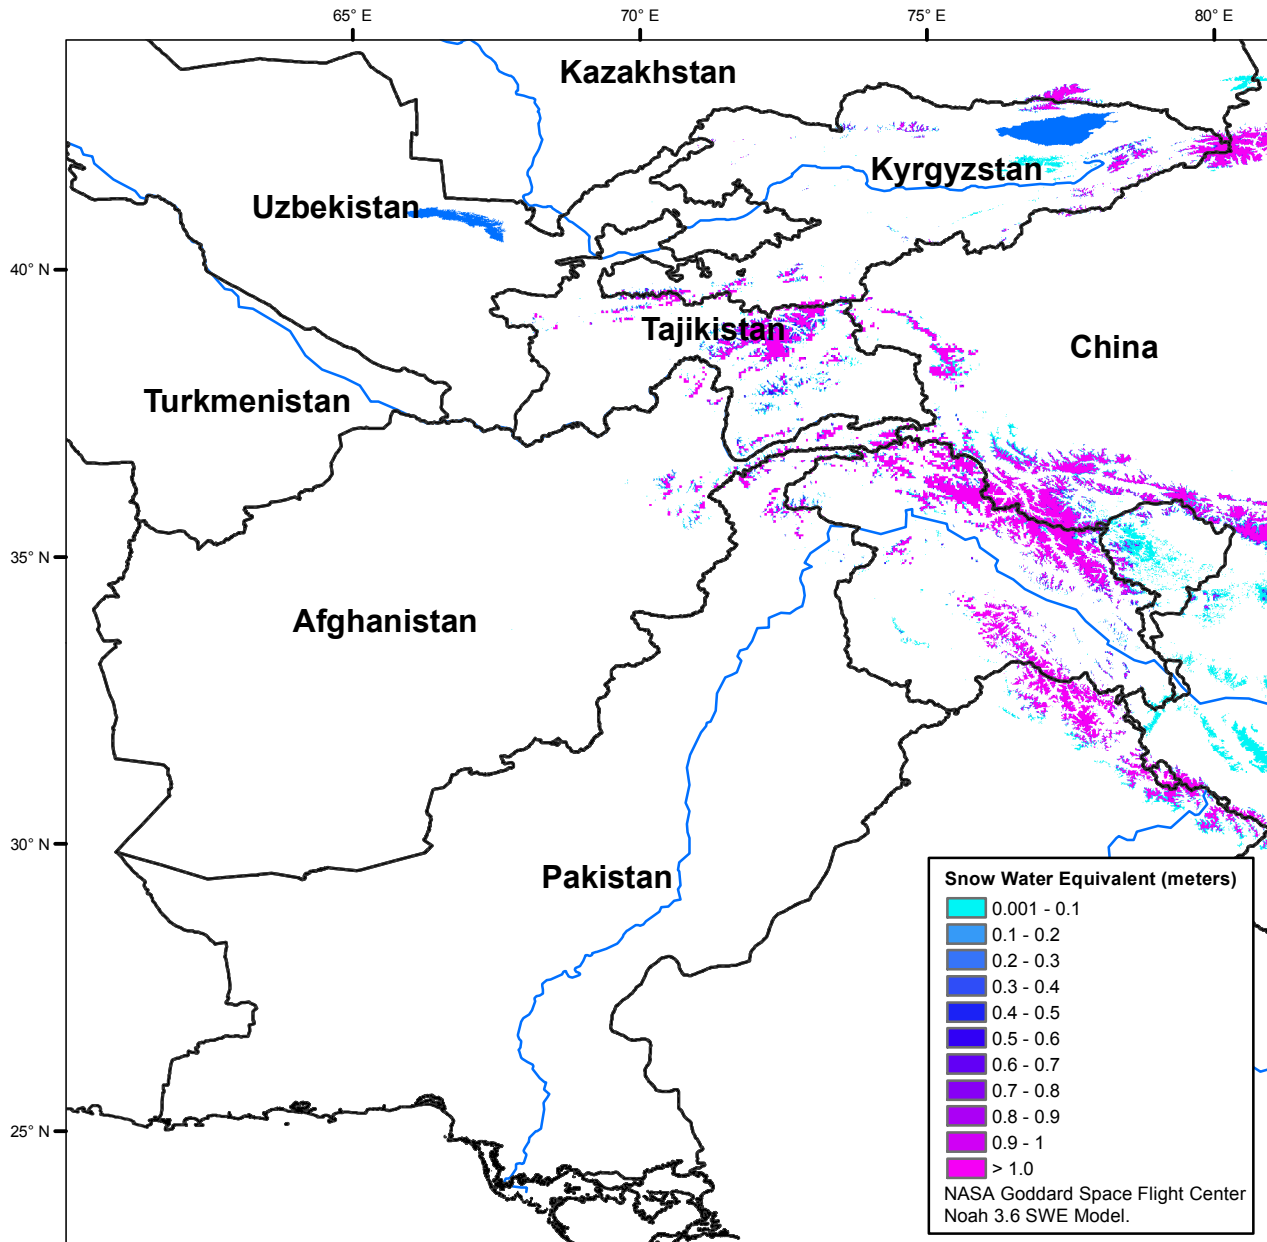 65° E
70° E
75° E
80° E
Kazakhstan
Kyrgyzstan
Uzbekistan
40° N
Tajikistan
China
Turkmenistan
35° N
Afghanistan
30° N
Pakistan
25° N
Snow Water Equivalent (meters)
0.001 - 0.1
0.1 - 0.2
0.2 - 0.3
0.3 - 0.4
0.4 - 0.5
0.5 - 0.6
0.6 - 0.7
0.7 - 0.8
0.8 - 0.9
0.9 - 1
> 1.0
NASA Goddard Space Flight Center
Noah 3.6 SWE Model.